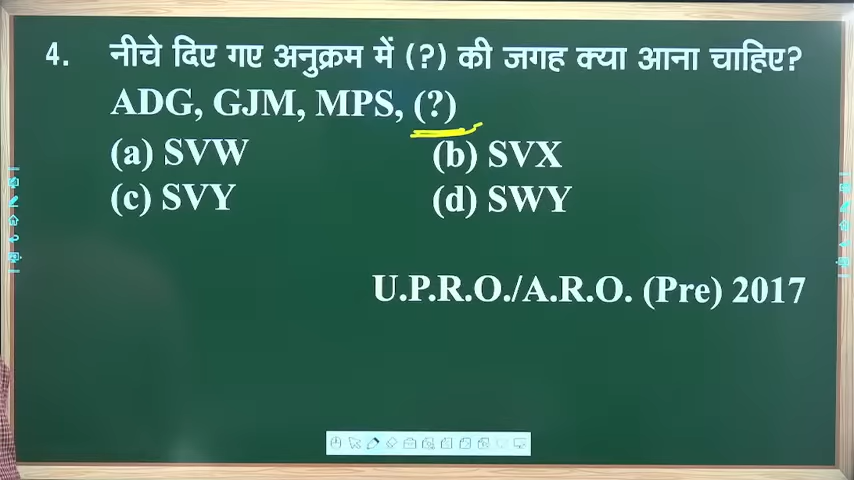 4. नीचे दिए गए अनुक्रम में (?) की जगह क्या आना चाहिए?
ADG, GJM, MPS, (?)
(a) SVW (b) SVX
(c) SVY (d) SWY
U.P.R.O./A.R.O. (Pre) 2017